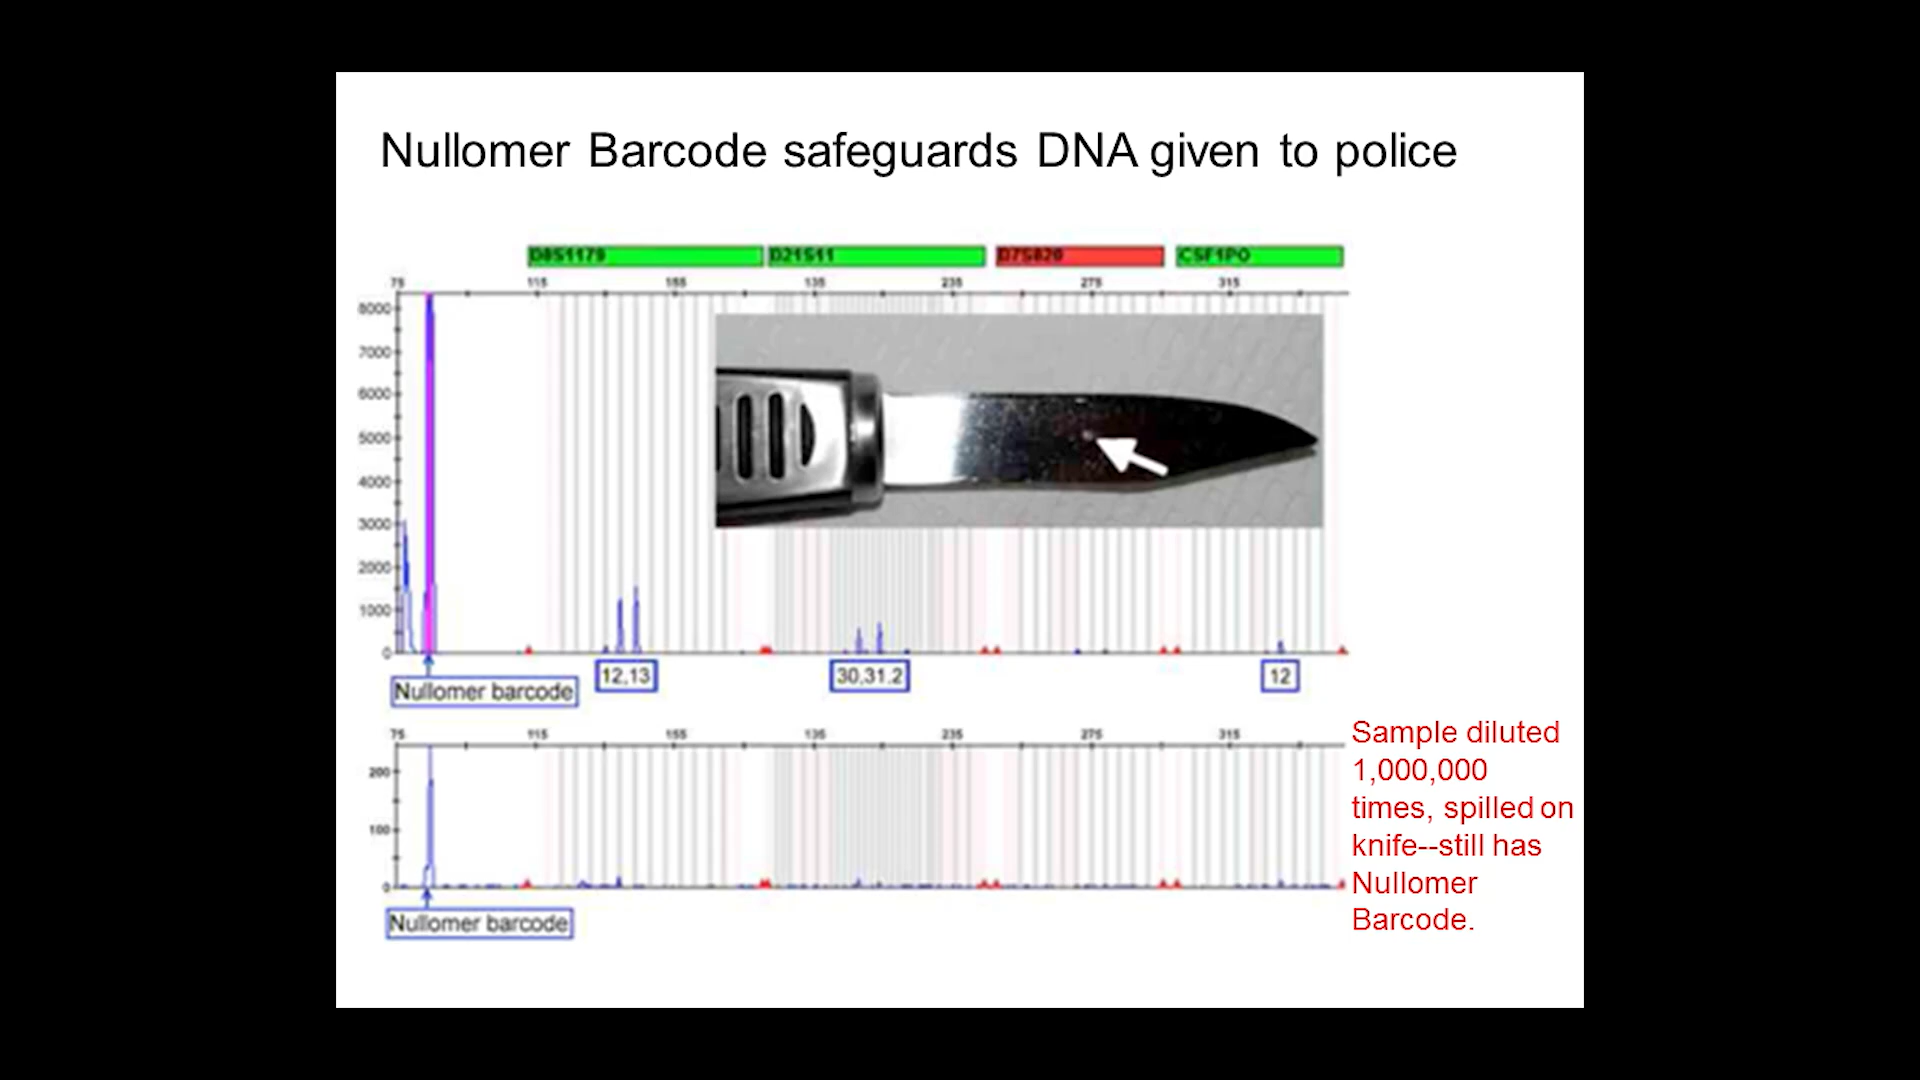 Nullomer Barcode safeguards DNA given to police
D8S1179 D21S11 D7S820 CSF1PO
75 115 155 195 235 275 315
8000
7000
6000
5000
4000
3000
2000
1000
0
12,13 30,31.2 12
Nullomer barcode
75 115 155 195 235 275 315
200
100
0
Nullomer barcode
Sample diluted
1,000,000
times, spilled on
knife--still has
Nullomer
Barcode.